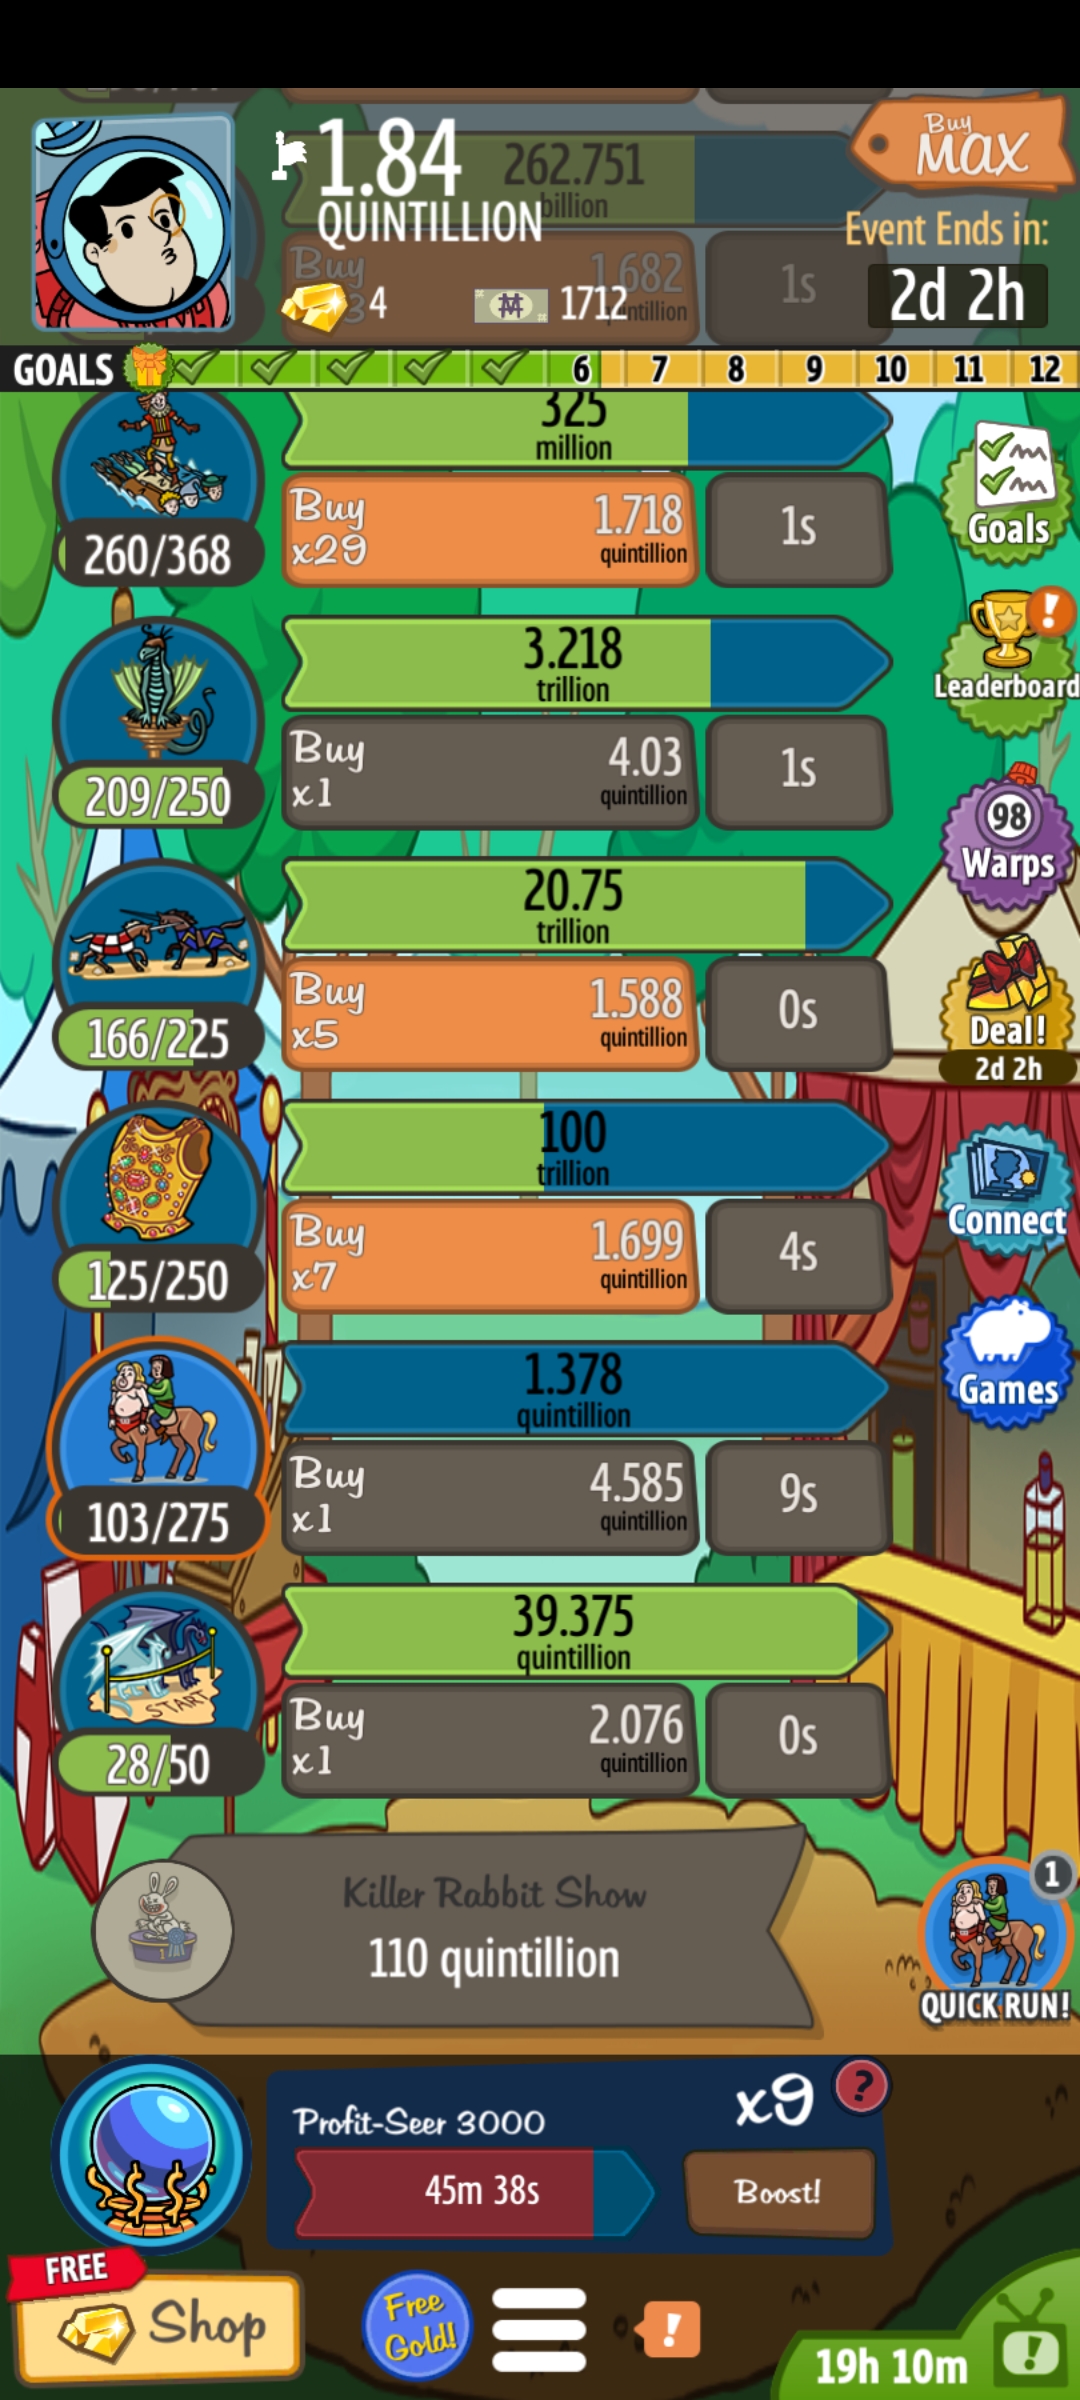 1.84
QUINTILLION
262.751
billion
Buy
MAX
Event Ends in:
2d 2h
Buy
1.682
1s
4
1712
GOALS
6
7
8
9
10
11
12
325
million
Buy
x29
1.718
quintillion
1s
260/368
Goals
3.218
trillion
Leaderboard
Buy
x1
4.03
quintillion
1s
209/250
98
Warps
20.75
trillion
Buy
x5
1.588
quintillion
0s
166/225
Deal!
2d 2h
100
trillion
Buy
x7
1.699
quintillion
4s
125/250
Connect
1.378
quintillion
Games
Buy
x1
4.585
quintillion
9s
103/275
39.375
quintillion
START
Buy
x1
2.076
quintillion
0s
28/50
Killer Rabbit Show
110 quintillion
1
QUICK RUN!
Profit-Seer 3000
x9
?
45m 38s
Boost!
FREE
Shop
Free
Gold!
!
19h 10m